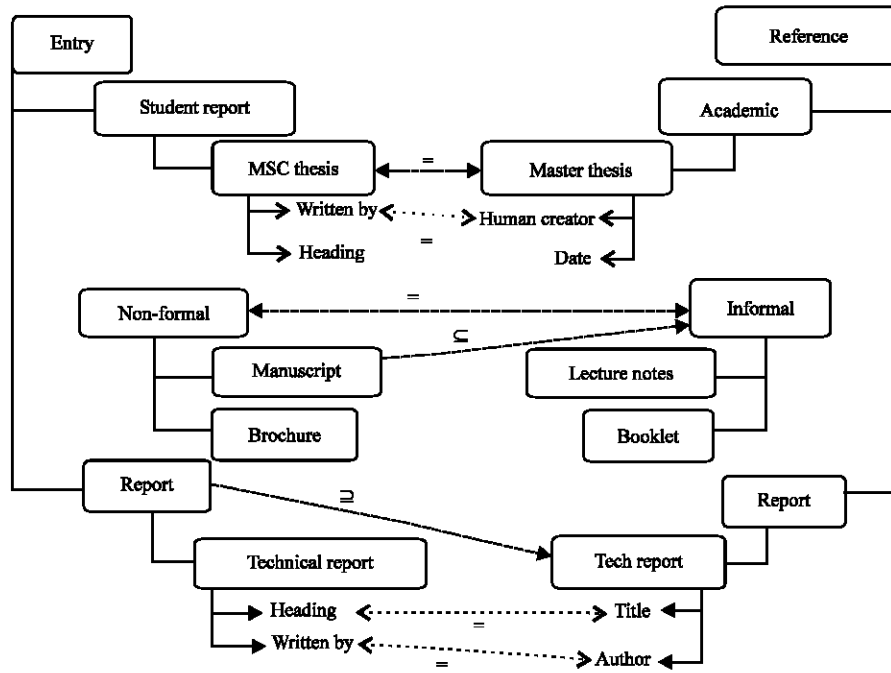 Entry
Reference
Student report
Academic
MSC thesis
=
Master thesis
Written by
Human creator
Heading
=
Date
Non-formal
=
Informal
Manuscript
⊆
Lecture notes
Brochure
Booklet
Report
⊇
Report
Technical report
Tech report
Heading
=
Title
Written by
=
Author